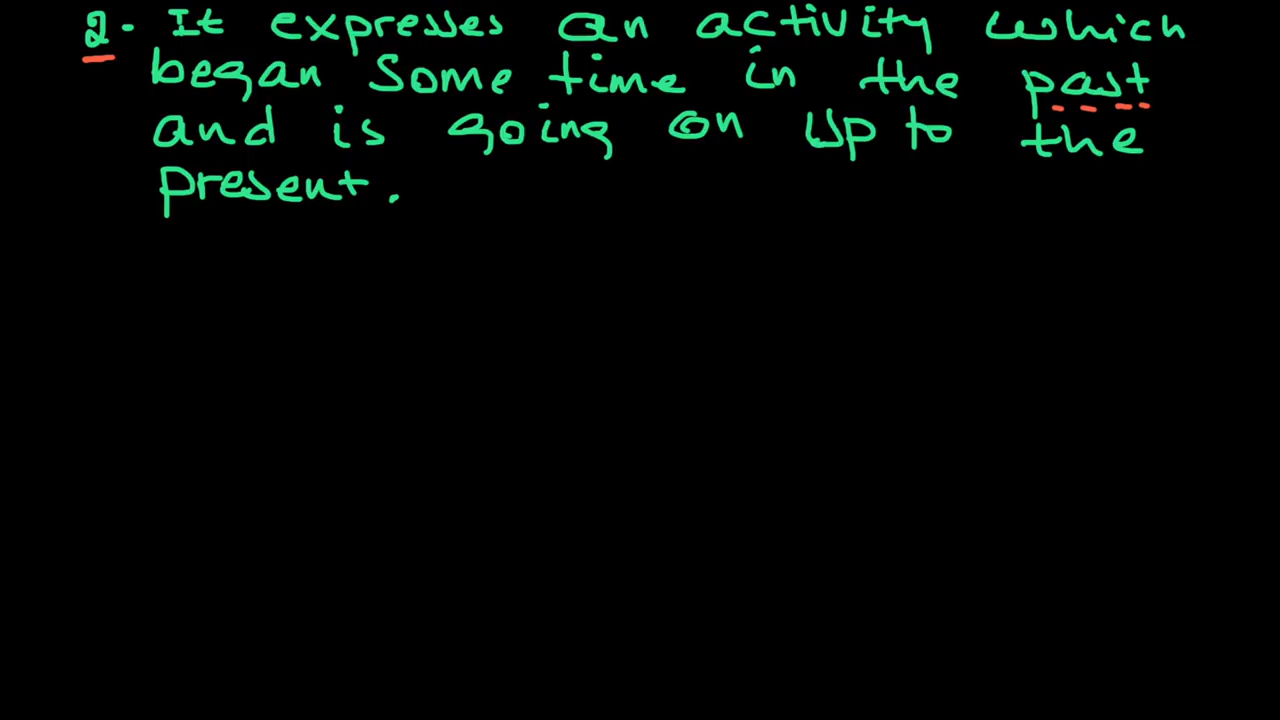 2. It expresses an activity which
began some time in the past
and is going on up to the
present.